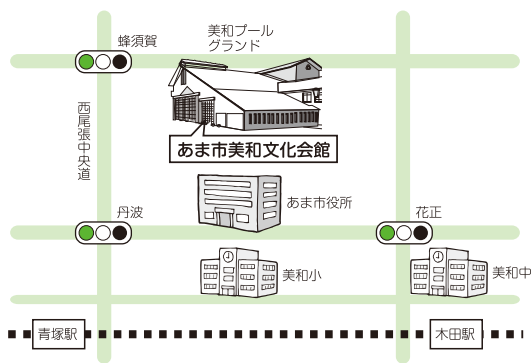 美和プール
グランド
蜂須賀
西尾張中央道
あま市美和文化会館
あま市役所
丹波
花正
美和小
美和中
青塚駅
木田駅